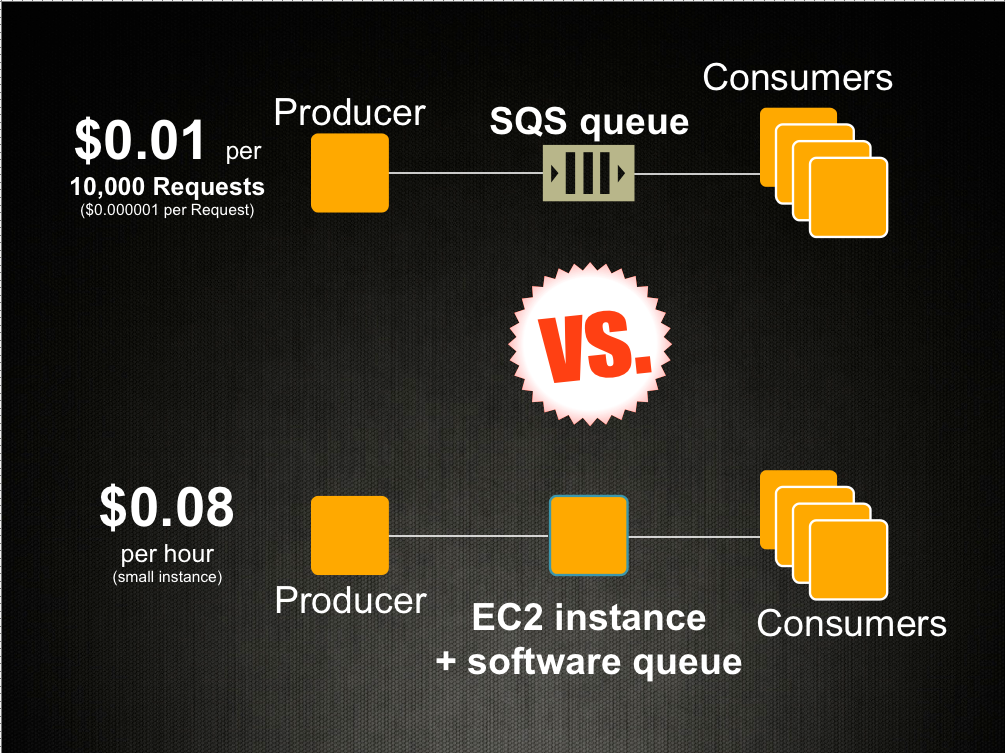 Consumers
Producer
SQS queue
$0.01 per
10,000 Requests
($0.000001 per Request)
VS.
$0.08
per hour
(small instance)
Producer
EC2 instance
+ software queue
Consumers